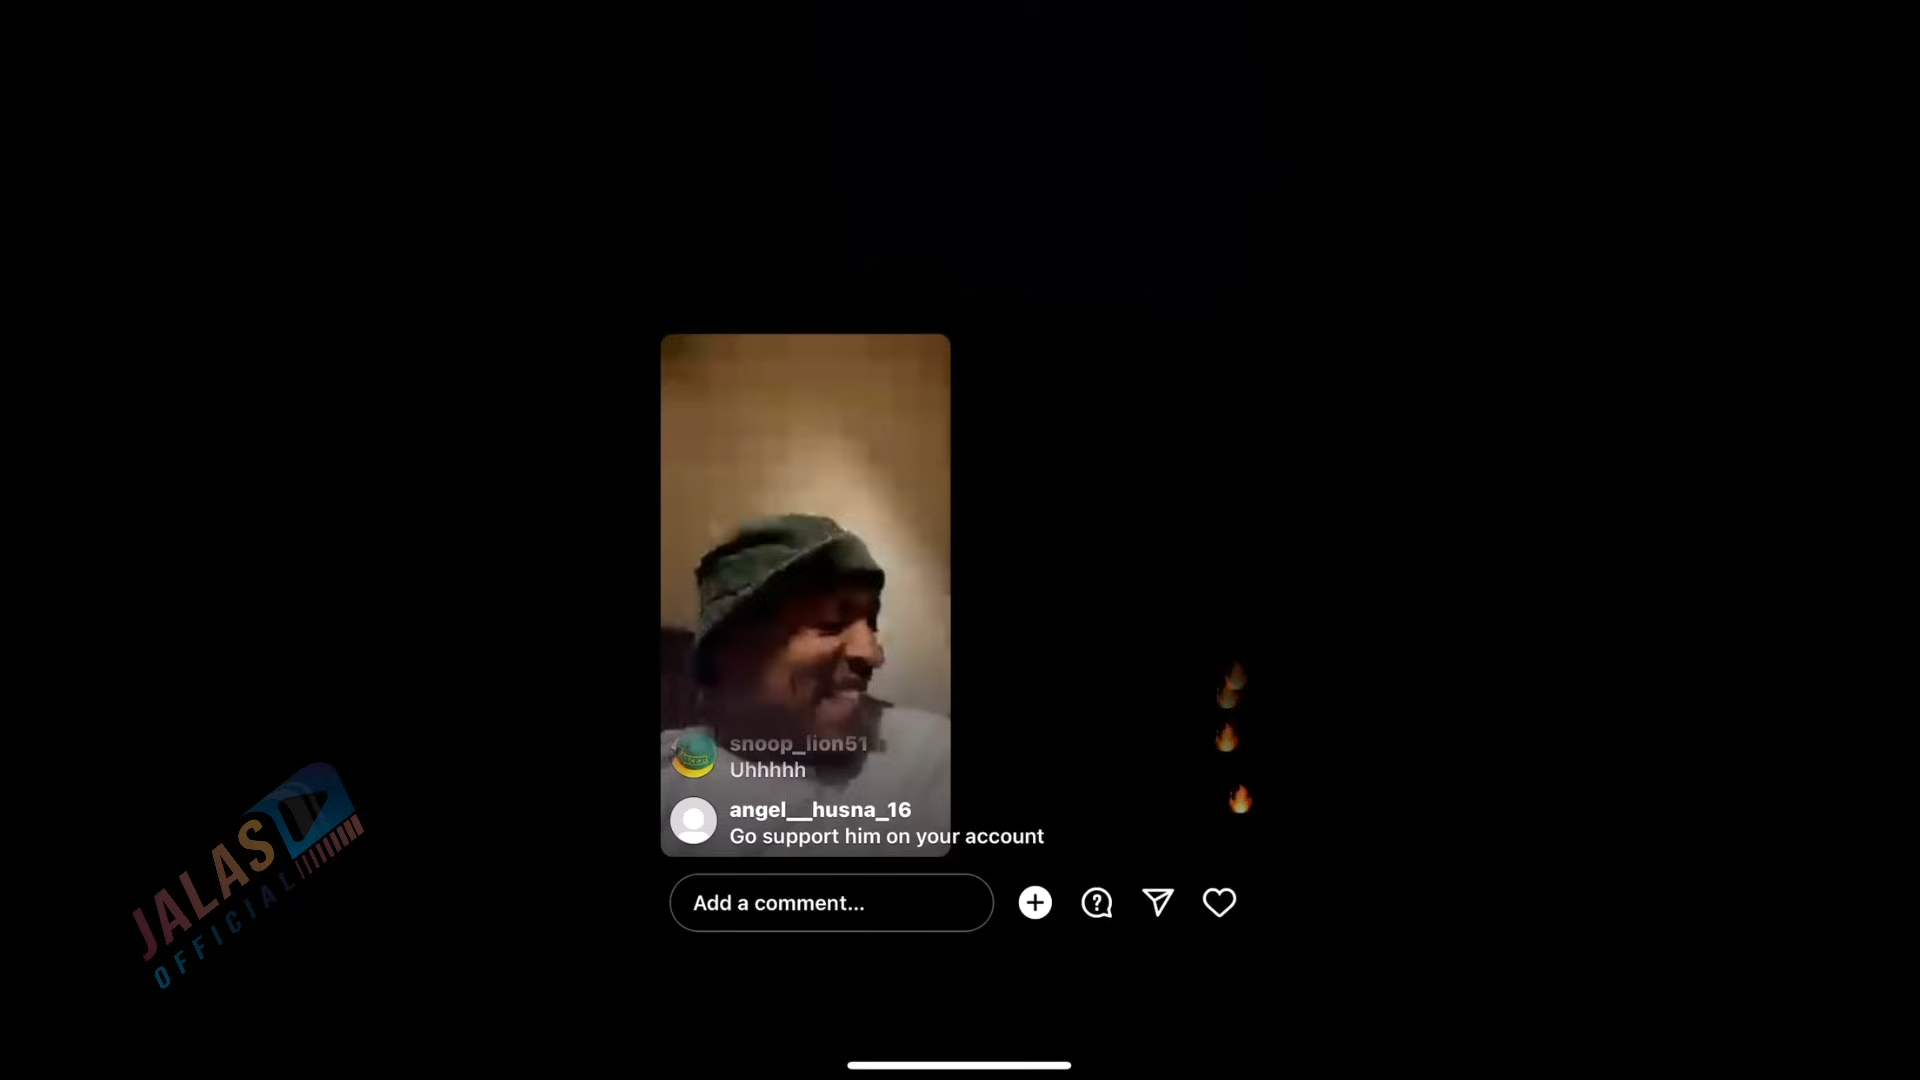 snoop_lion51
Uhhhhh
angel__husna_16
Go support him on your account
Add a comment...
JALAS
OFFICIAL